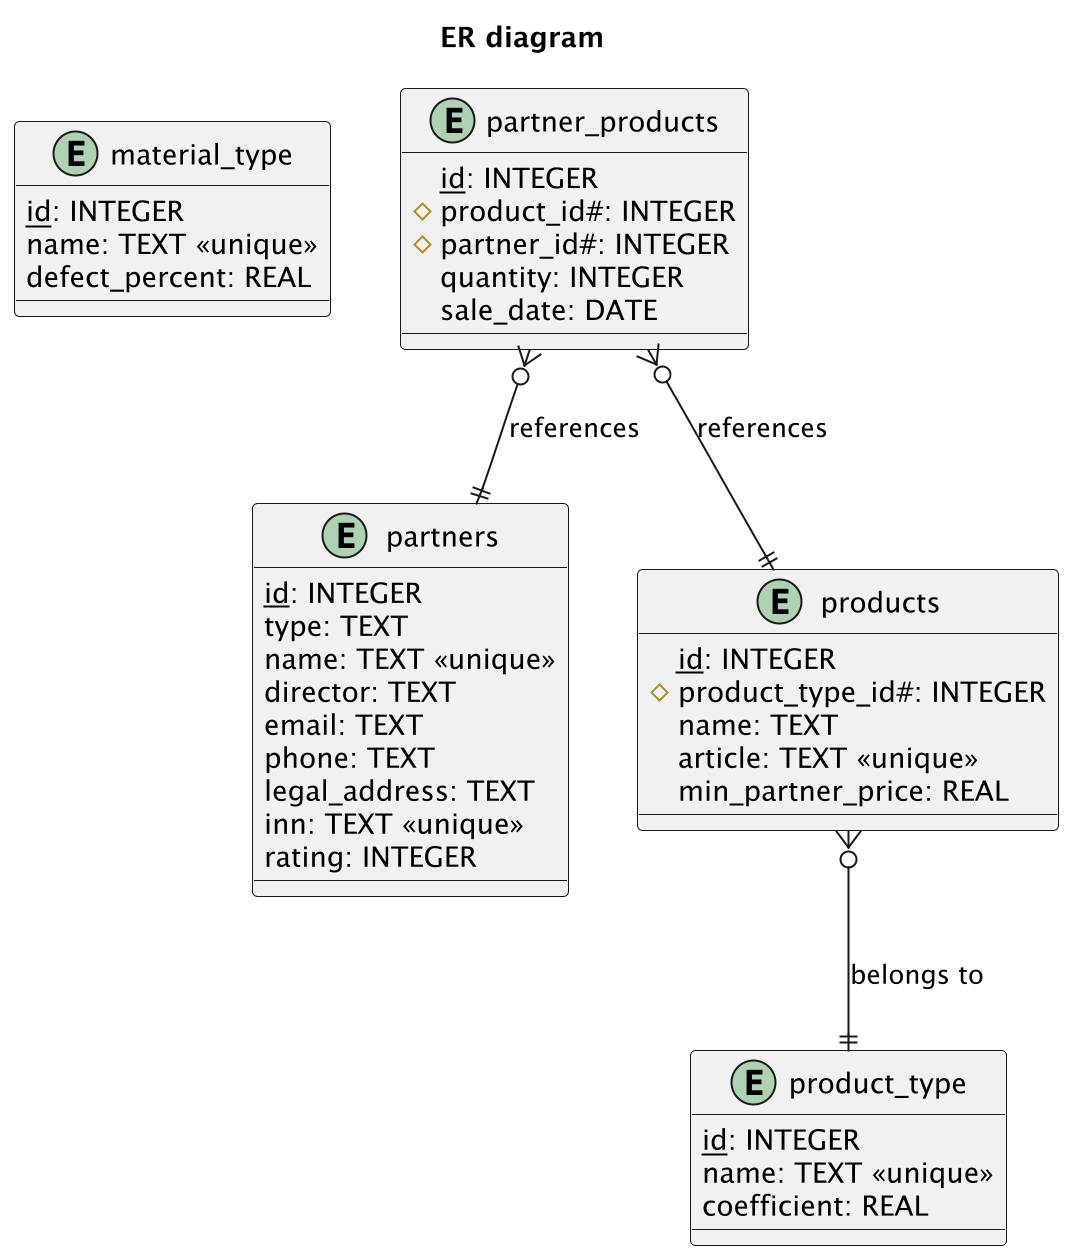 ER diagram
E material_type
id: INTEGER
name: TEXT «unique»
defect_percent: REAL
E partner_products
id: INTEGER
product_id#: INTEGER
partner_id#: INTEGER
quantity: INTEGER
sale_date: DATE
references
references
E partners
id: INTEGER
type: TEXT
name: TEXT «unique»
director: TEXT
email: TEXT
phone: TEXT
legal_address: TEXT
inn: TEXT «unique»
rating: INTEGER
E products
id: INTEGER
product_type_id#: INTEGER
name: TEXT
article: TEXT «unique»
min_partner_price: REAL
belongs to
E product_type
id: INTEGER
name: TEXT «unique»
coefficient: REAL